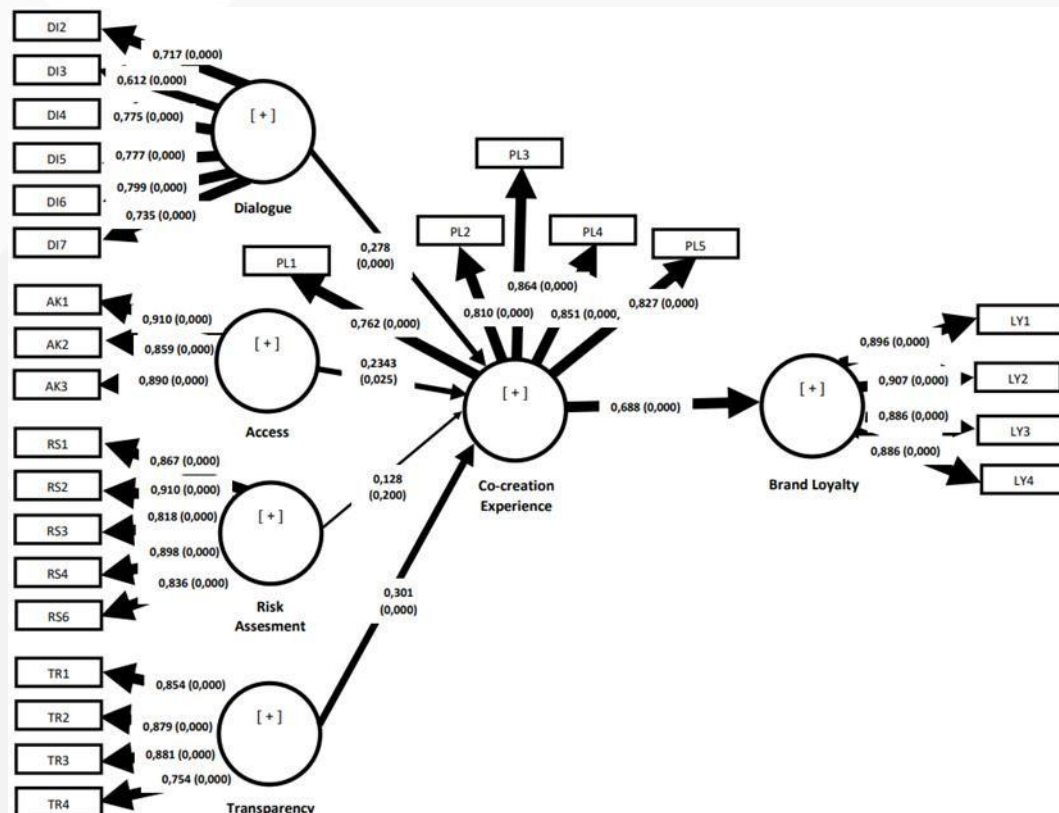 DI2
0,717 (0,000)
DI3
0,612 (0,000)
DI4
0,775 (0,000)
DI5
0,777 (0,000)
0,799 (0,000)
DI6
0,735 (0,000)
DI7
[ + ]
Dialogue
0,278
(0,000)
AK1
0,910 (0,000)
AK2
0,859 (0,000)
AK3
0,890 (0,000)
[ + ]
Access
0,2343
(0,025)
RS1
0,867 (0,000)
RS2
0,910 (0,000)
0,818 (0,000)
RS3
0,898 (0,000)
RS4
0,836 (0,000)
RS6
[ + ]
Risk
Assesment
0,128
(0,200)
TR1
0,854 (0,000)
TR2
0,879 (0,000)
TR3
0,881 (0,000)
0,754 (0,000)
TR4
[ + ]
Transparency
0,301
(0,000)
PL1
0,762 (0,000)
PL2
0,810 (0,000)
PL3
0,864 (0,000)
PL4
0,851 (0,000,
PL5
0,827 (0,000)
[ + ]
Co-creation
Experience
0,688 (0,000)
[ + ]
Brand Loyalty
0,896 (0,000)
LY1
0,907 (0,000)
LY2
0,886 (0,000)
LY3
0,886 (0,000)
LY4